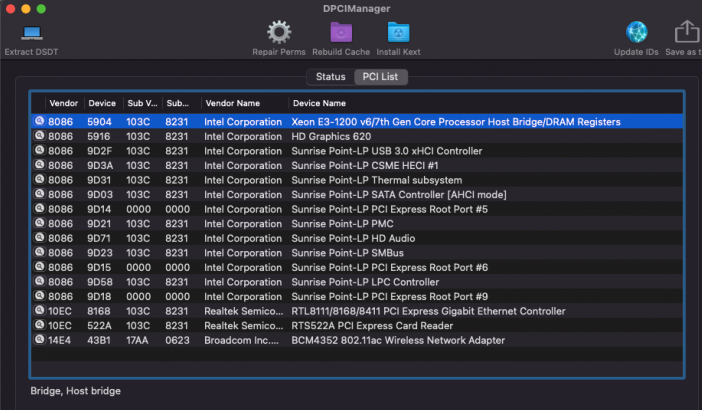 DPCIManager
Extract DSDT
Repair Perms Rebuild Cache Install Kext
Update IDs Save as t
Status PCI List
Vendor Device Sub V... Sub... Vendor Name Device Name
8086 5904 103C 8231 Intel Corporation Xeon E3-1200 v6/7th Gen Core Processor Host Bridge/DRAM Registers
8086 5916 103C 8231 Intel Corporation HD Graphics 620
8086 9D2F 103C 8231 Intel Corporation Sunrise Point-LP USB 3.0 xHCI Controller
8086 9D3A 103C 8231 Intel Corporation Sunrise Point-LP CSME HECI #1
8086 9D31 103C 8231 Intel Corporation Sunrise Point-LP Thermal subsystem
8086 9D03 103C 8231 Intel Corporation Sunrise Point-LP SATA Controller [AHCI mode]
8086 9D14 0000 0000 Intel Corporation Sunrise Point-LP PCI Express Root Port #5
8086 9D21 103C 8231 Intel Corporation Sunrise Point-LP PMC
8086 9D71 103C 8231 Intel Corporation Sunrise Point-LP HD Audio
8086 9D23 103C 8231 Intel Corporation Sunrise Point-LP SMBus
8086 9D15 0000 0000 Intel Corporation Sunrise Point-LP PCI Express Root Port #6
8086 9D58 103C 8231 Intel Corporation Sunrise Point-LP LPC Controller
8086 9D18 0000 0000 Intel Corporation Sunrise Point-LP PCI Express Root Port #9
10EC 8168 103C 8231 Realtek Semico... RTL8111/8168/8411 PCI Express Gigabit Ethernet Controller
10EC 522A 103C 8231 Realtek Semico... RTS522A PCI Express Card Reader
14E4 43B1 17AA 0623 Broadcom Inc.... BCM4352 802.11ac Wireless Network Adapter
Bridge, Host bridge